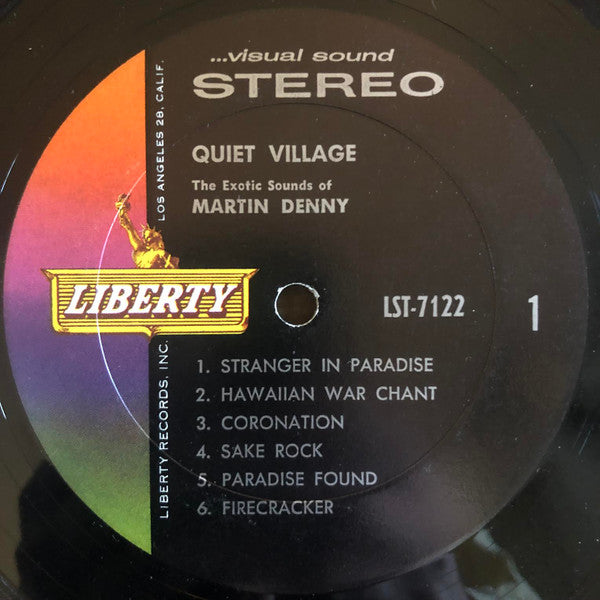 ...visual sound
STEREO
QUIET VILLAGE
The Exotic Sounds of
MARTIN DENNY
LIBERTY
LST-7122
1
1. STRANGER IN PARADISE
2. HAWAIIAN WAR CHANT
3. CORONATION
4. SAKE ROCK
5. PARADISE FOUND
6. FIRECRACKER
LIBERTY RECORDS, INC. LOS ANGELES 28, CALIF.